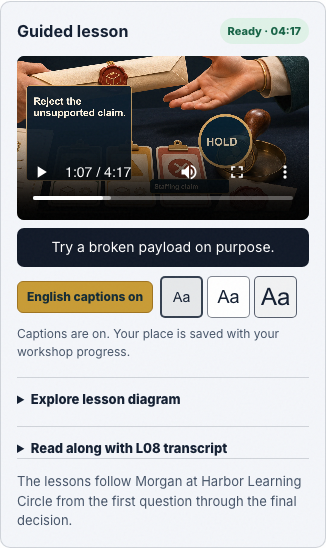 Guided lesson
Ready · 04:17
Reject the
unsupported claim.
HOLD
1:07 / 4:17
Staffing claim
Try a broken payload on purpose.
English captions on
Aa
Aa
Aa
Captions are on. Your place is saved with your
workshop progress.
Explore lesson diagram
Read along with L08 transcript
The lessons follow Morgan at Harbor Learning
Circle from the first question through the final
decision.